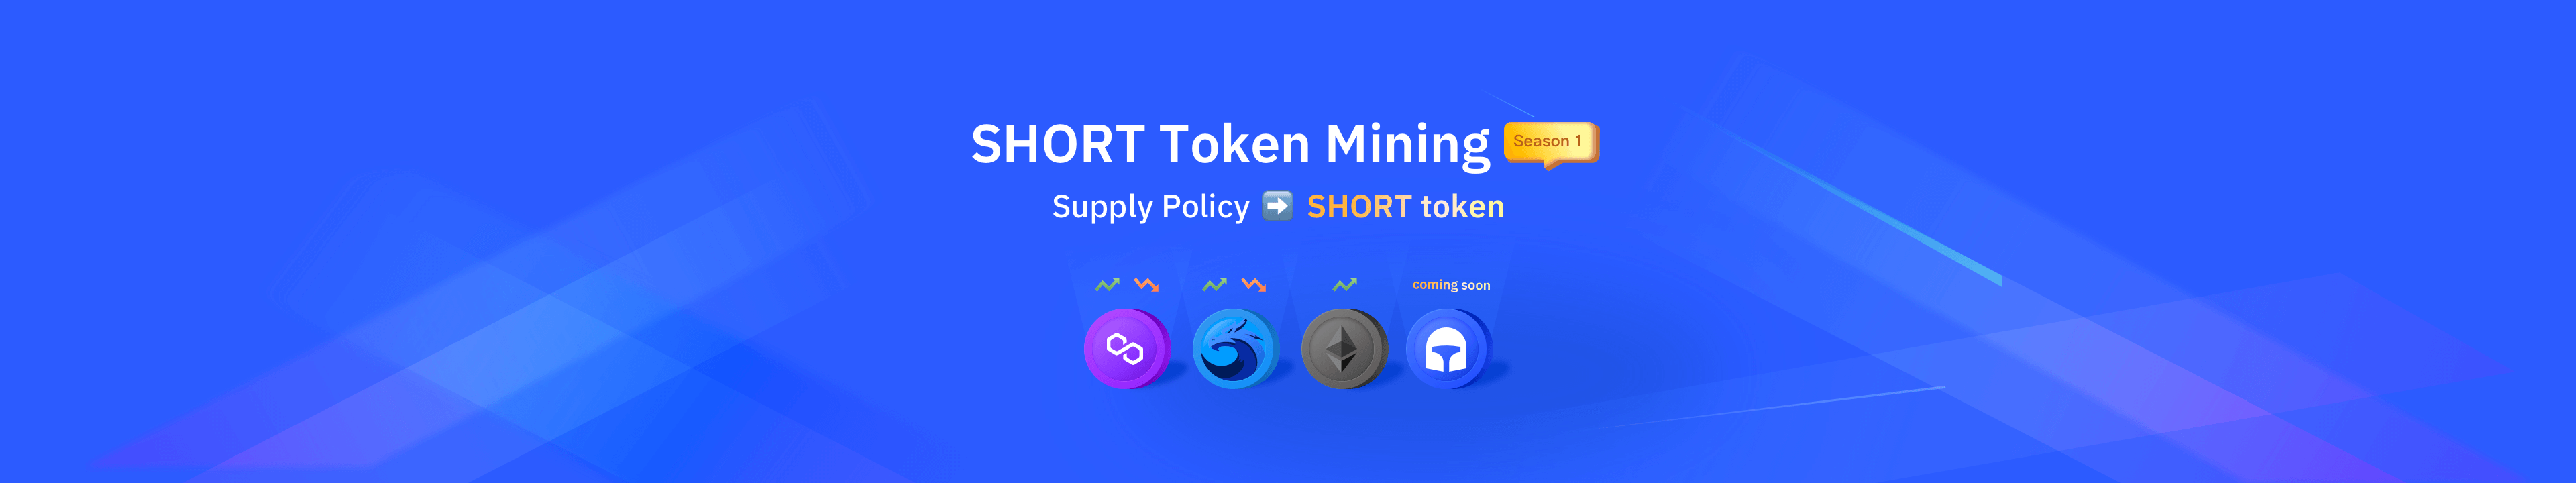 SHORT Token Mining Season 1
Supply Policy ➡️ SHORT token
coming soon